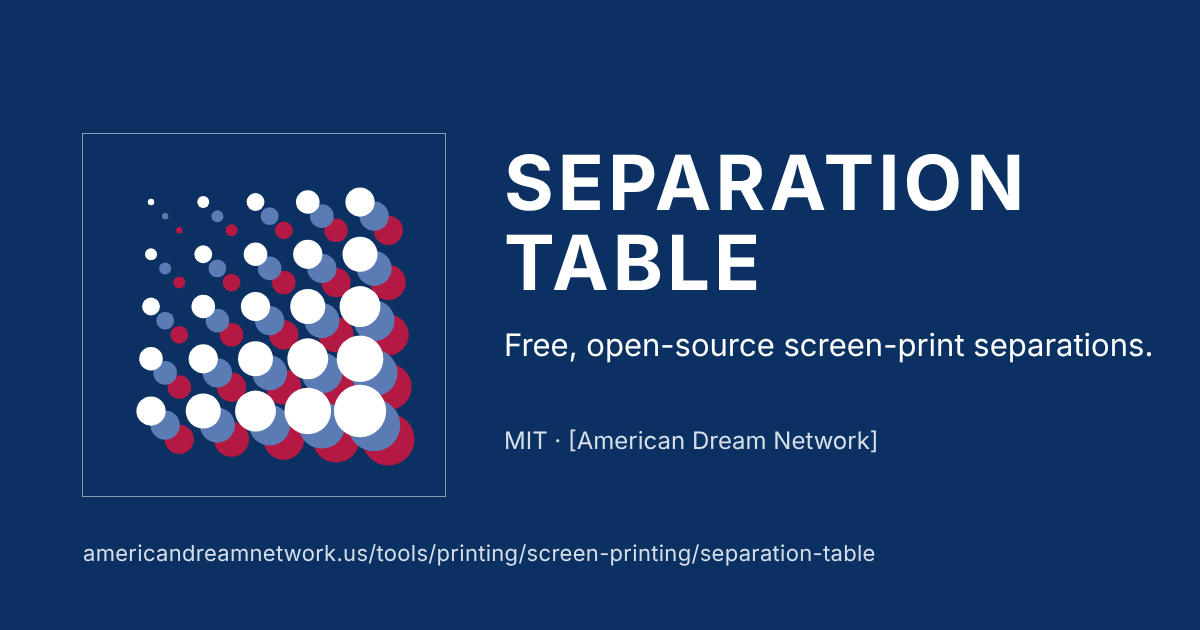 SEPARATION
TABLE
Free, open-source screen-print separations.
MIT · [American Dream Network]
americandreamnetwork.us/tools/printing/screen-printing/separation-table